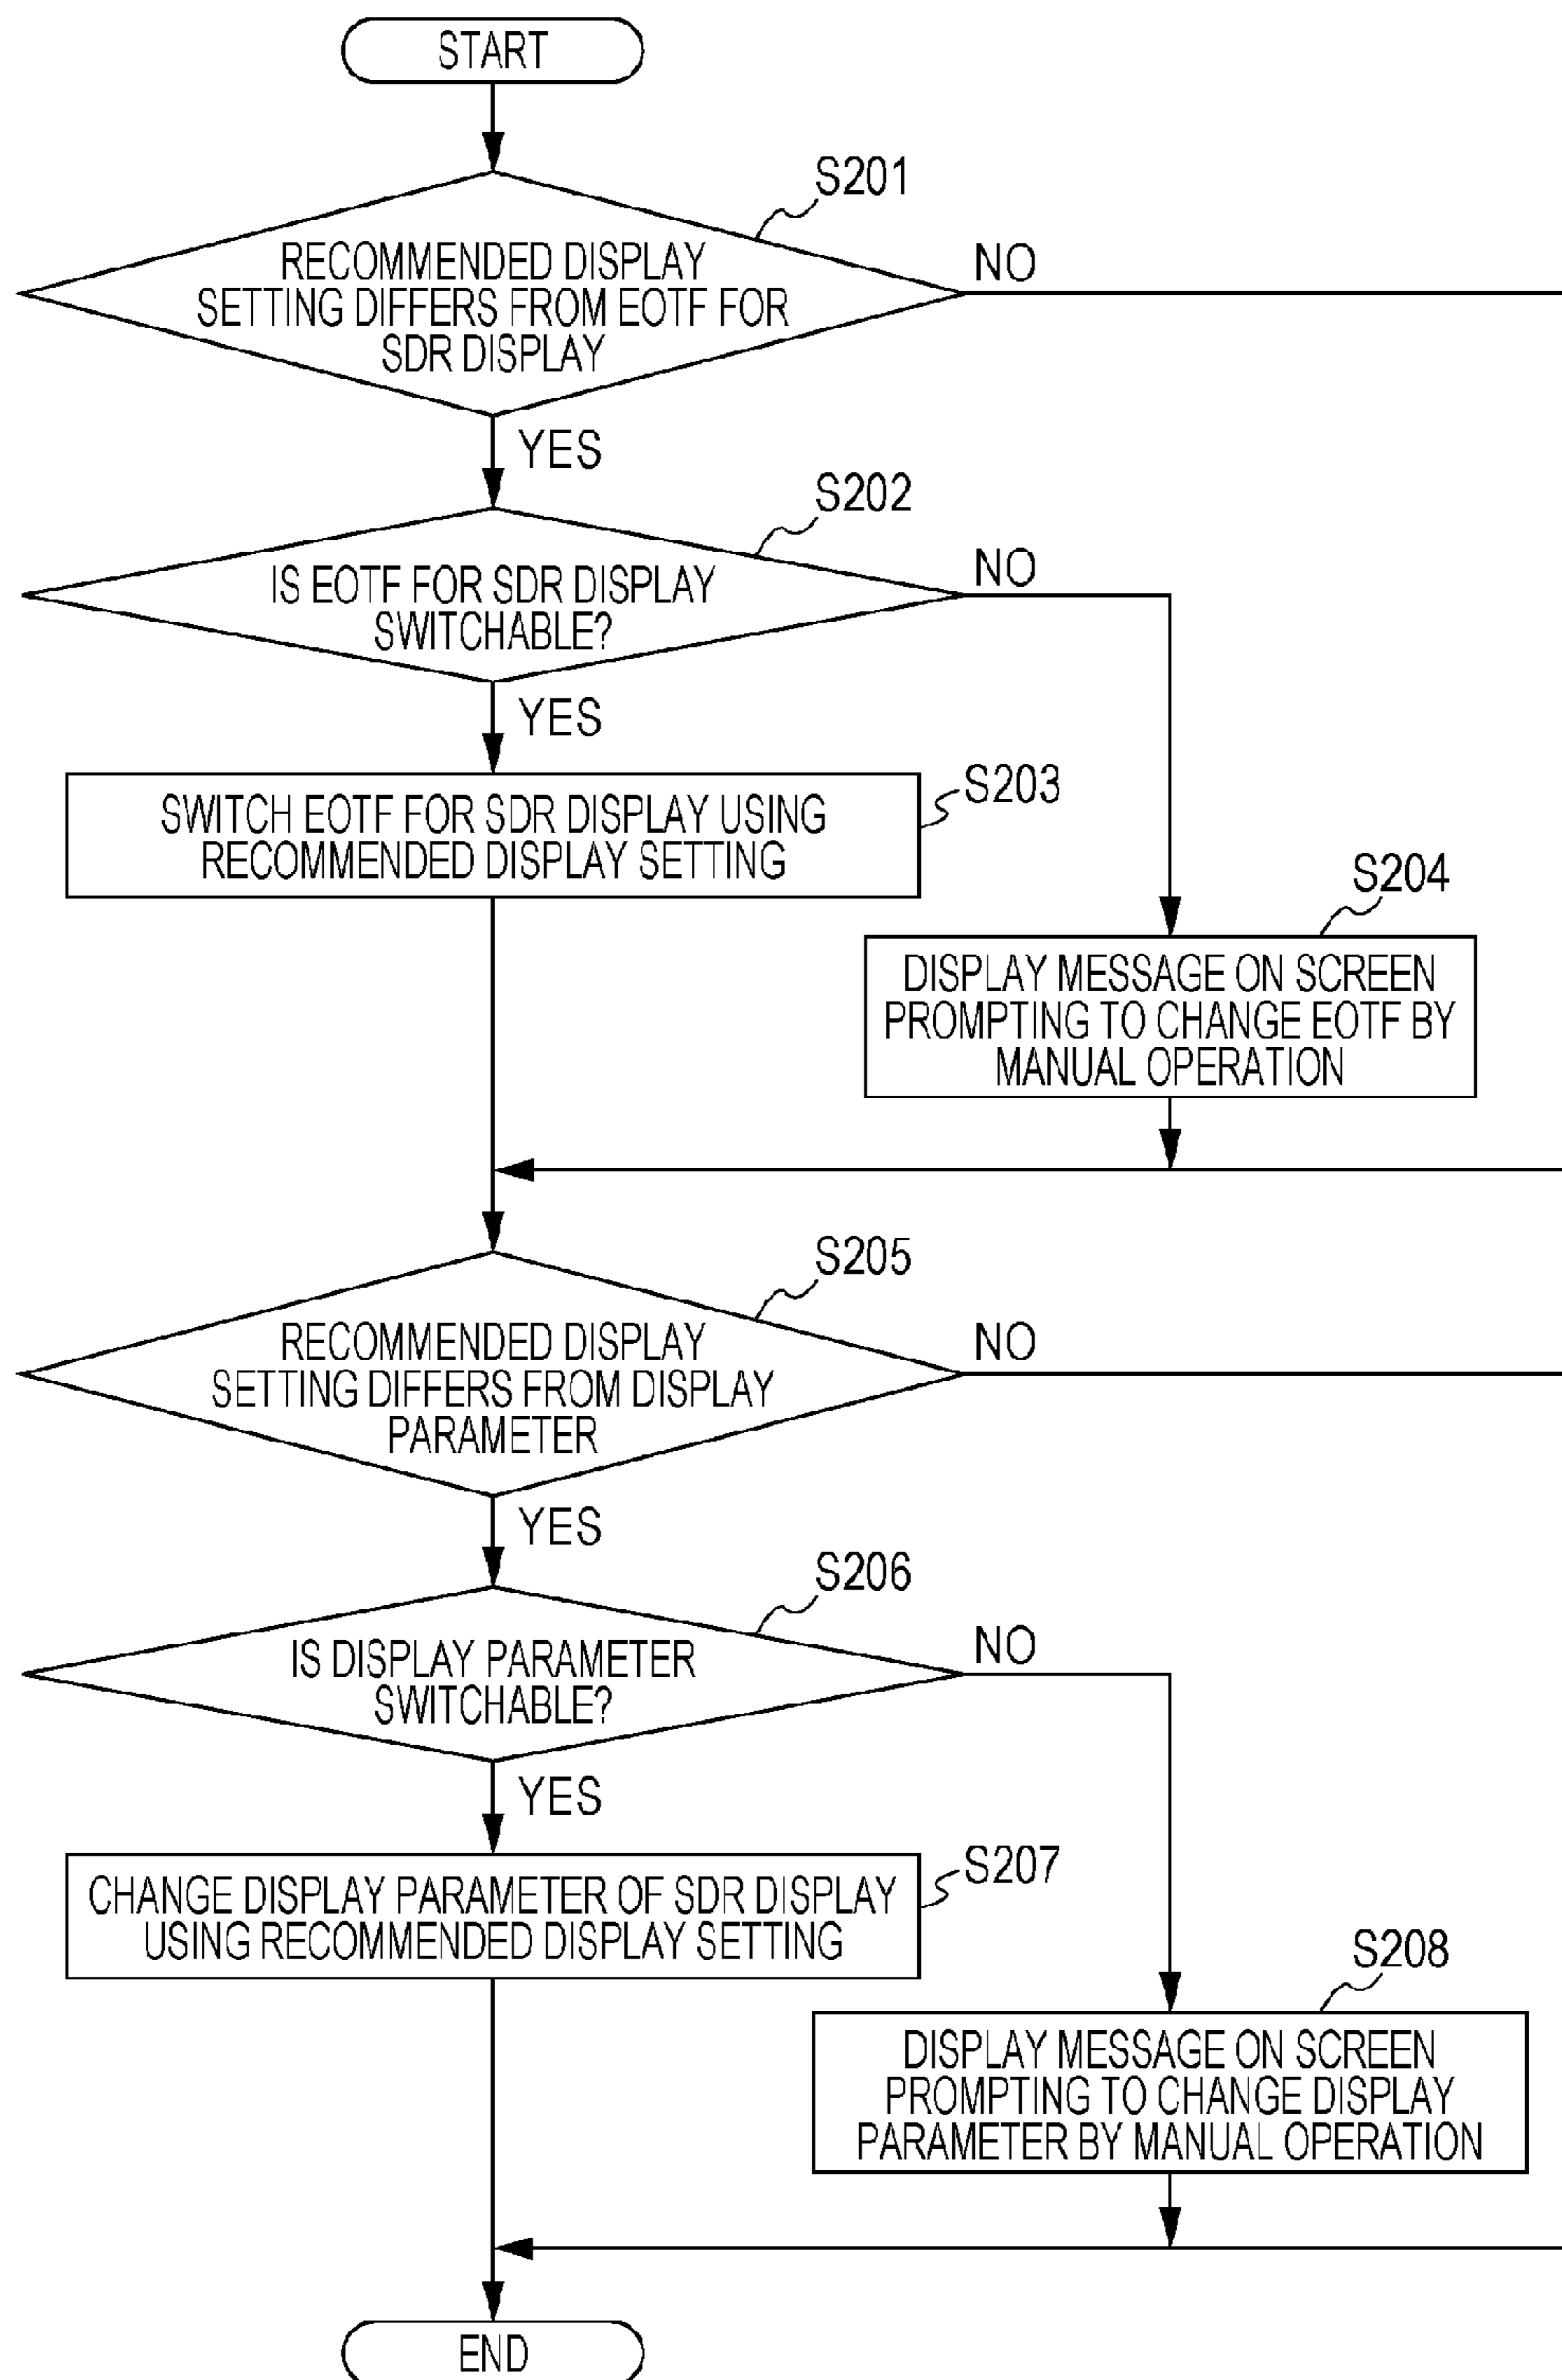 START
S201
RECOMMENDED DISPLAY
SETTING DIFFERS FROM EOTF FOR
SDR DISPLAY
NO
YES
S202
IS EOTF FOR SDR DISPLAY
SWITCHABLE?
NO
YES
S203
SWITCH EOTF FOR SDR DISPLAY USING
RECOMMENDED DISPLAY SETTING
S204
DISPLAY MESSAGE ON SCREEN
PROMPTING TO CHANGE EOTF BY
MANUAL OPERATION
S205
RECOMMENDED DISPLAY
SETTING DIFFERS FROM DISPLAY
PARAMETER
NO
YES
S206
IS DISPLAY PARAMETER
SWITCHABLE?
NO
YES
S207
CHANGE DISPLAY PARAMETER OF SDR DISPLAY
USING RECOMMENDED DISPLAY SETTING
S208
DISPLAY MESSAGE ON SCREEN
PROMPTING TO CHANGE DISPLAY
PARAMETER BY MANUAL OPERATION
END